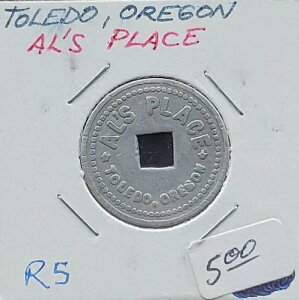 TOLEDO, OREGON
AL'S PLACE
AL'S PLACE
TOLEDO, OREGON
R5
5.00